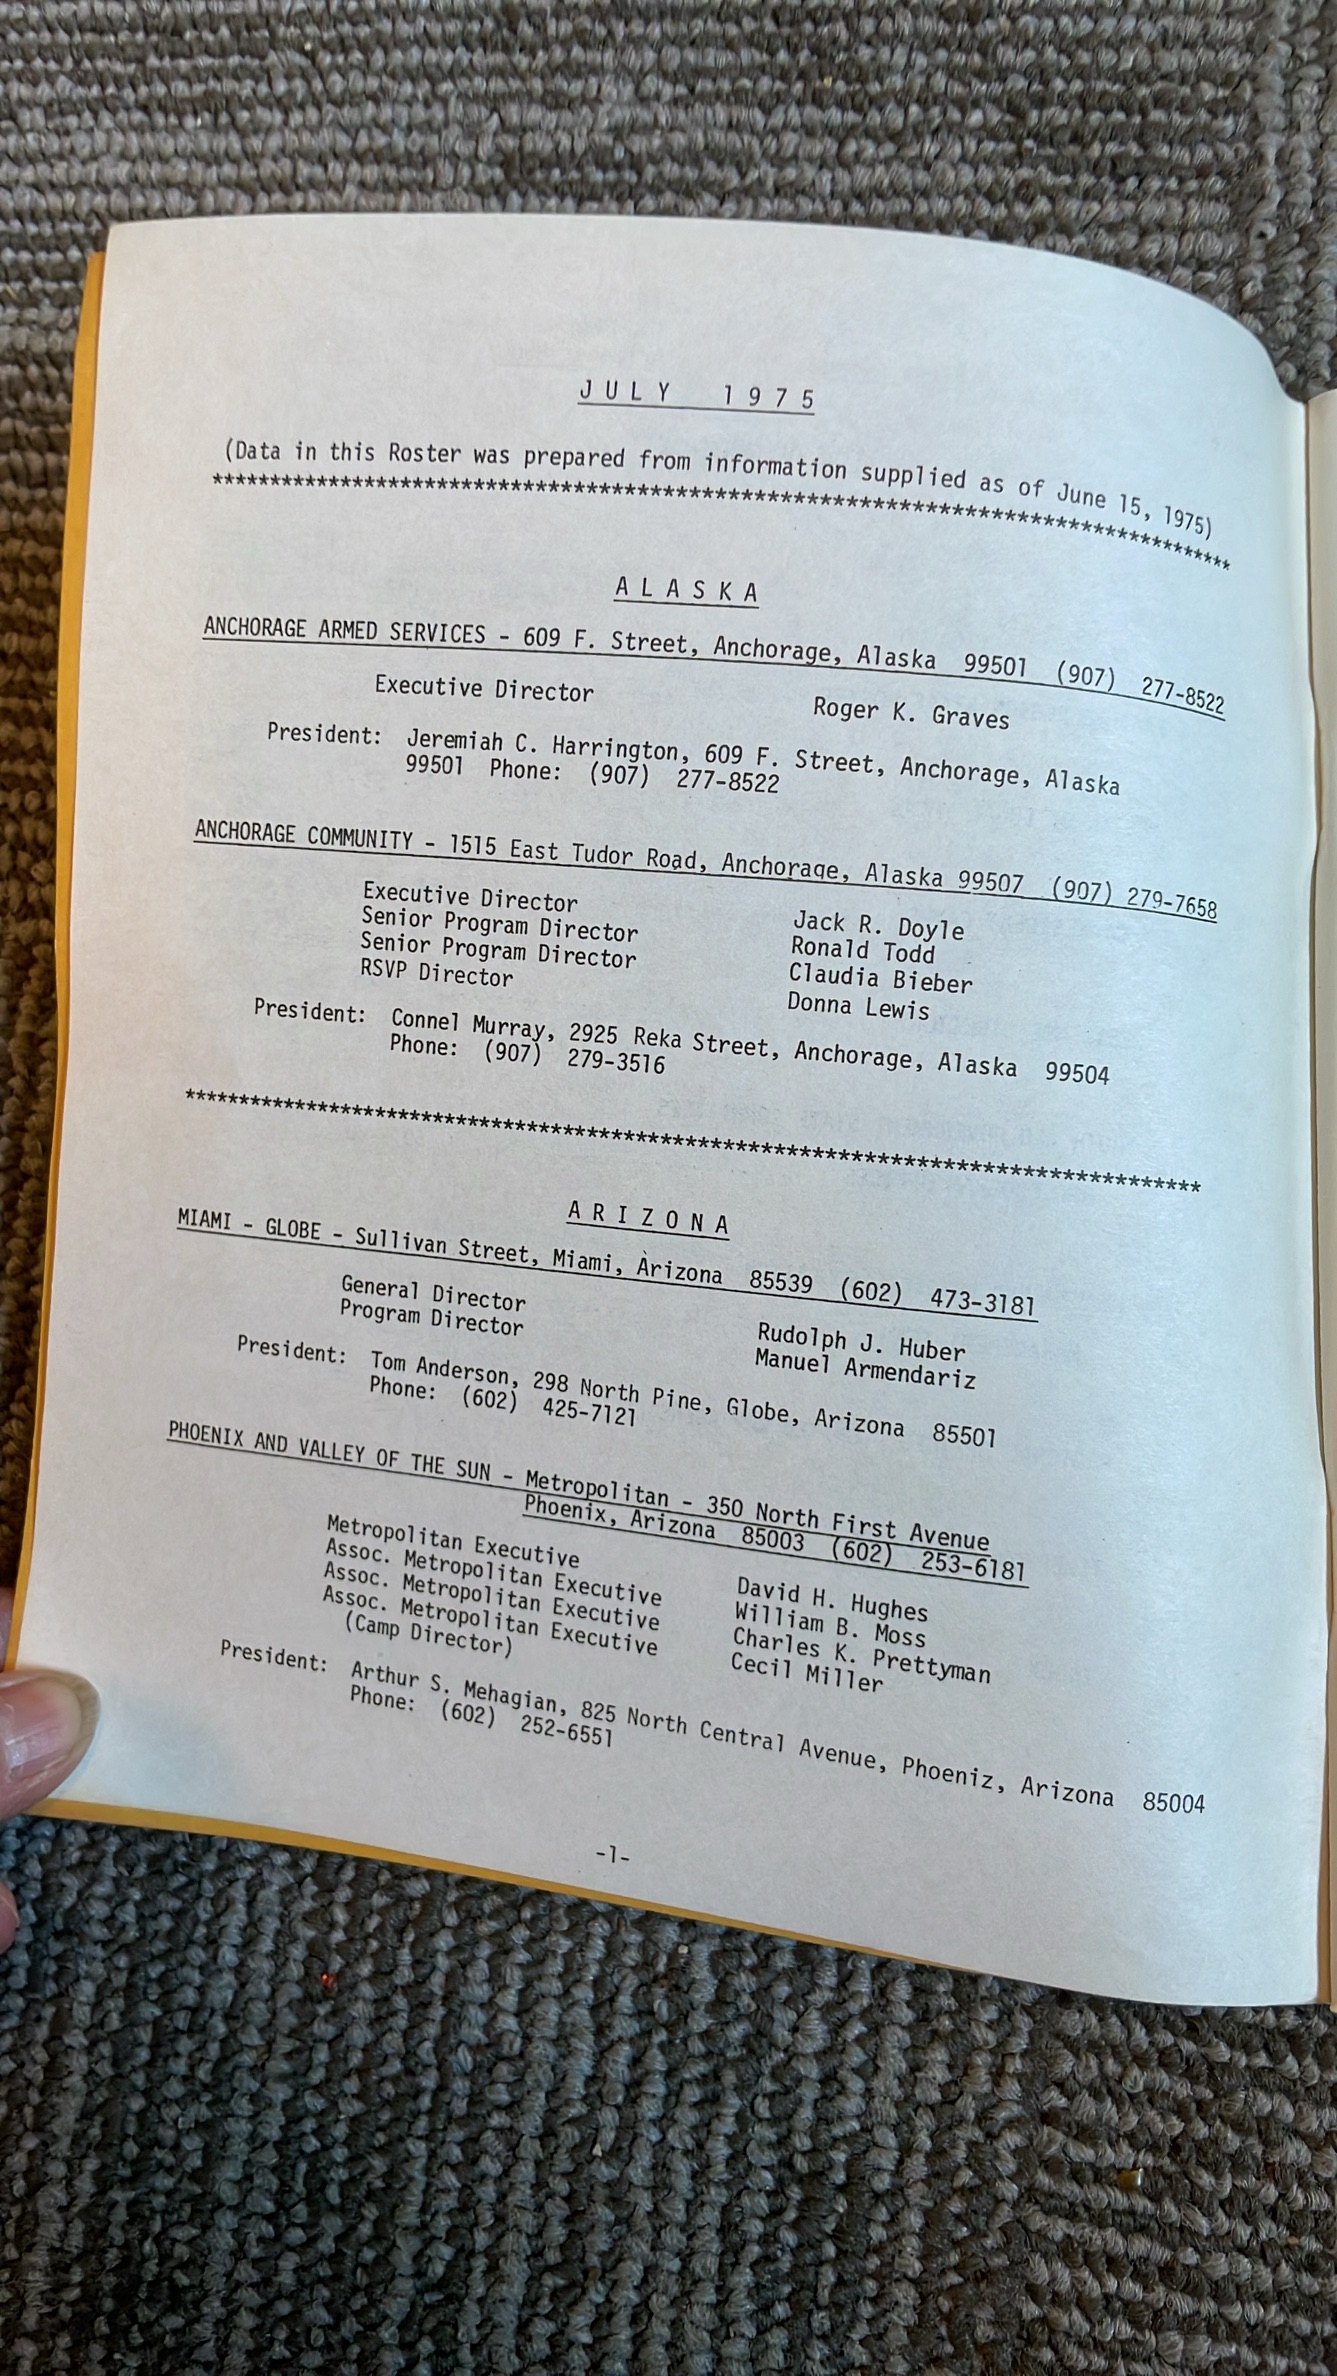 JULY 1975
(Data in this Roster was prepared from information supplied as of June 15, 1975)
*************************************************************************************
ALASKA
ANCHORAGE ARMED SERVICES - 609 F. Street, Anchorage, Alaska 99501 (907) 277-8522
Executive Director Roger K. Graves
President: Jeremiah C. Harrington, 609 F. Street, Anchorage, Alaska
99501 Phone: (907) 277-8522
ANCHORAGE COMMUNITY - 1515 East Tudor Road, Anchorage, Alaska 99507 (907) 279-7658
Executive Director Jack R. Doyle
Senior Program Director Ronald Todd
Senior Program Director Claudia Bieber
RSVP Director Donna Lewis
President: Connel Murray, 2925 Reka Street, Anchorage, Alaska 99504
Phone: (907) 279-3516
*************************************************************************************
ARIZONA
MIAMI - GLOBE - Sullivan Street, Miami, Arizona 85539 (602) 473-3181
General Director Rudolph J. Huber
Program Director Manuel Armendariz
President: Tom Anderson, 298 North Pine, Globe, Arizona 85501
Phone: (602) 425-7121
PHOENIX AND VALLEY OF THE SUN - Metropolitan - 350 North First Avenue
Phoenix, Arizona 85003 (602) 253-6181
Metropolitan Executive David H. Hughes
Assoc. Metropolitan Executive William B. Moss
Assoc. Metropolitan Executive Charles K. Prettyman
Assoc. Metropolitan Executive Cecil Miller
(Camp Director)
President: Arthur S. Mehagian, 825 North Central Avenue, Phoeniz, Arizona 85004
Phone: (602) 252-6551
-1-